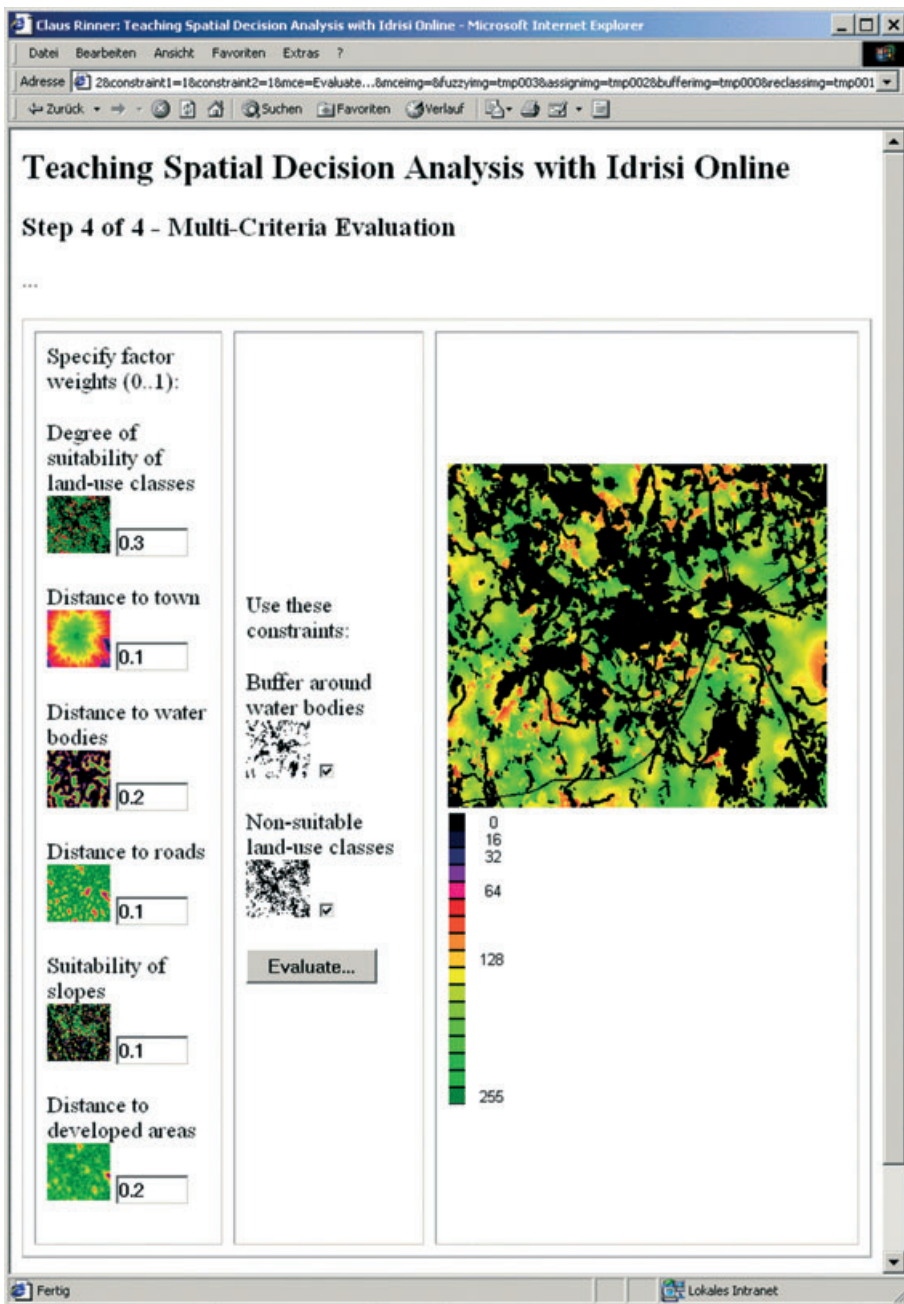 Claus Rinner: Teaching Spatial Decision Analysis with Idrisi Online - Microsoft Internet Explorer
Datei Bearbeiten Ansicht Favoriten Extras ?
Adresse 2&constraint1=1&constraint2=1&mce=Evaluate...&mceimg=&fuzzyimg=tmp003&assignimg=tmp002&bufferimg=tmp000&reclassimg=tmp001
Zurück Suchen Favoriten Verlauf
Teaching Spatial Decision Analysis with Idrisi Online
Step 4 of 4 - Multi-Criteria Evaluation
...
Specify factor
weights (0..1):
Degree of
suitability of
land-use classes
0.3
Distance to town
0.1
Distance to water
bodies
0.2
Distance to roads
0.1
Suitability of
slopes
0.1
Distance to
developed areas
0.2
Use these
constraints:
Buffer around
water bodies
Non-suitable
land-use classes
Evaluate...
0
16
32
64
128
255
Fertig
Lokales Intranet